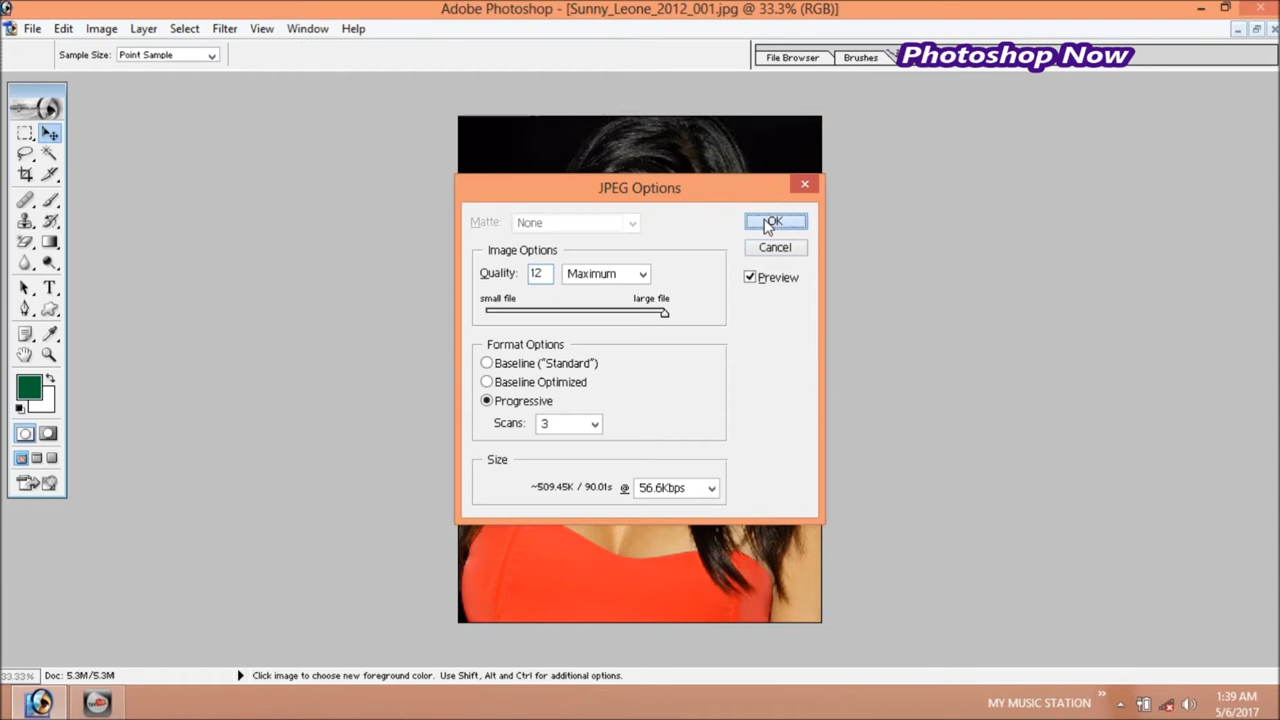 Adobe Photoshop - [Sunny_Leone_2012_001.jpg @ 33.3% (RGB)]
File Edit Image Layer Select Filter View Window Help
Sample Size: Point Sample
File Browser Brushes
Photoshop Now
JPEG Options
Matte: None
OK
Image Options
Cancel
Quality: 12 Maximum
Preview
small file large file
Format Options
Baseline ("Standard")
Baseline Optimized
Progressive
Scans: 3
Size
~509.45K / 90.01s @ 56.6Kbps
33.33% Doc: 5.3M/5.3M Click image to choose new foreground color. Use Shift, Alt and Ctrl for additional options.
MY MUSIC STATION
1:39 AM
5/6/2017